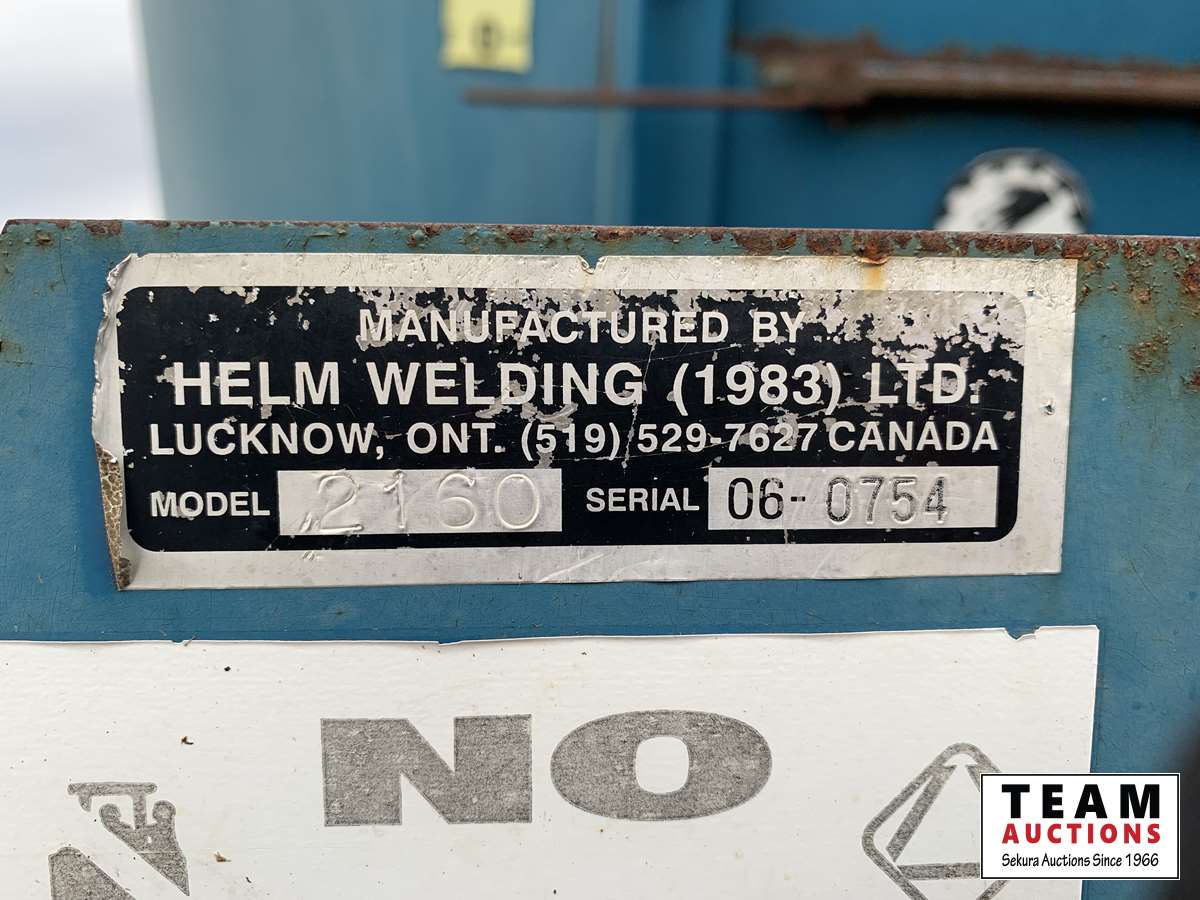 MANUFACTURED BY
HELM WELDING (1983) LTD.
LUCKNOW, ONT. (519) 529-7627 CANADA
MODEL 2160 SERIAL 06-0754
NO
TEAM
AUCTIONS
Sekura Auctions Since 1966